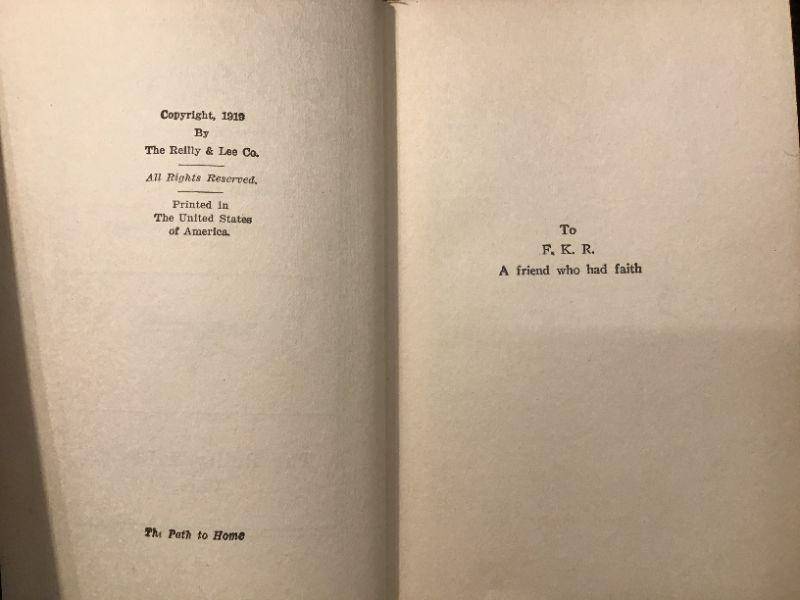 Copyright, 1919
By
The Reilly & Lee Co.
All Rights Reserved.
Printed in
The United States
of America.
The Path to Home
To
F. K. R.
A friend who had faith